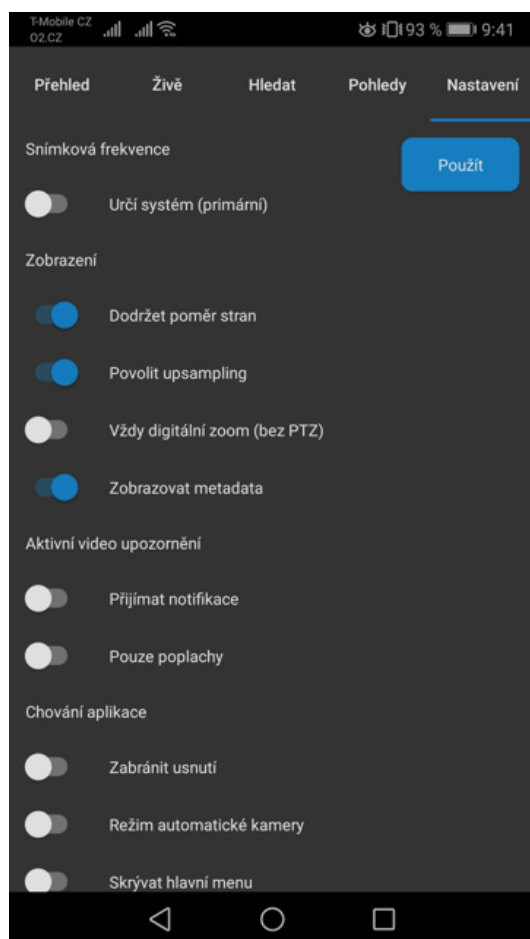 T-Mobile CZ
O2.CZ
93 % 9:41
Přehled Živě Hledat Pohledy Nastavení
Snímková frekvence
Použít
Určí systém (primární)
Zobrazení
Dodržet poměr stran
Povolit upsampling
Vždy digitální zoom (bez PTZ)
Zobrazovat metadata
Aktivní video upozornění
Přijímat notifikace
Pouze poplachy
Chování aplikace
Zabránit usnutí
Režim automatické kamery
Skrývat hlavní menu